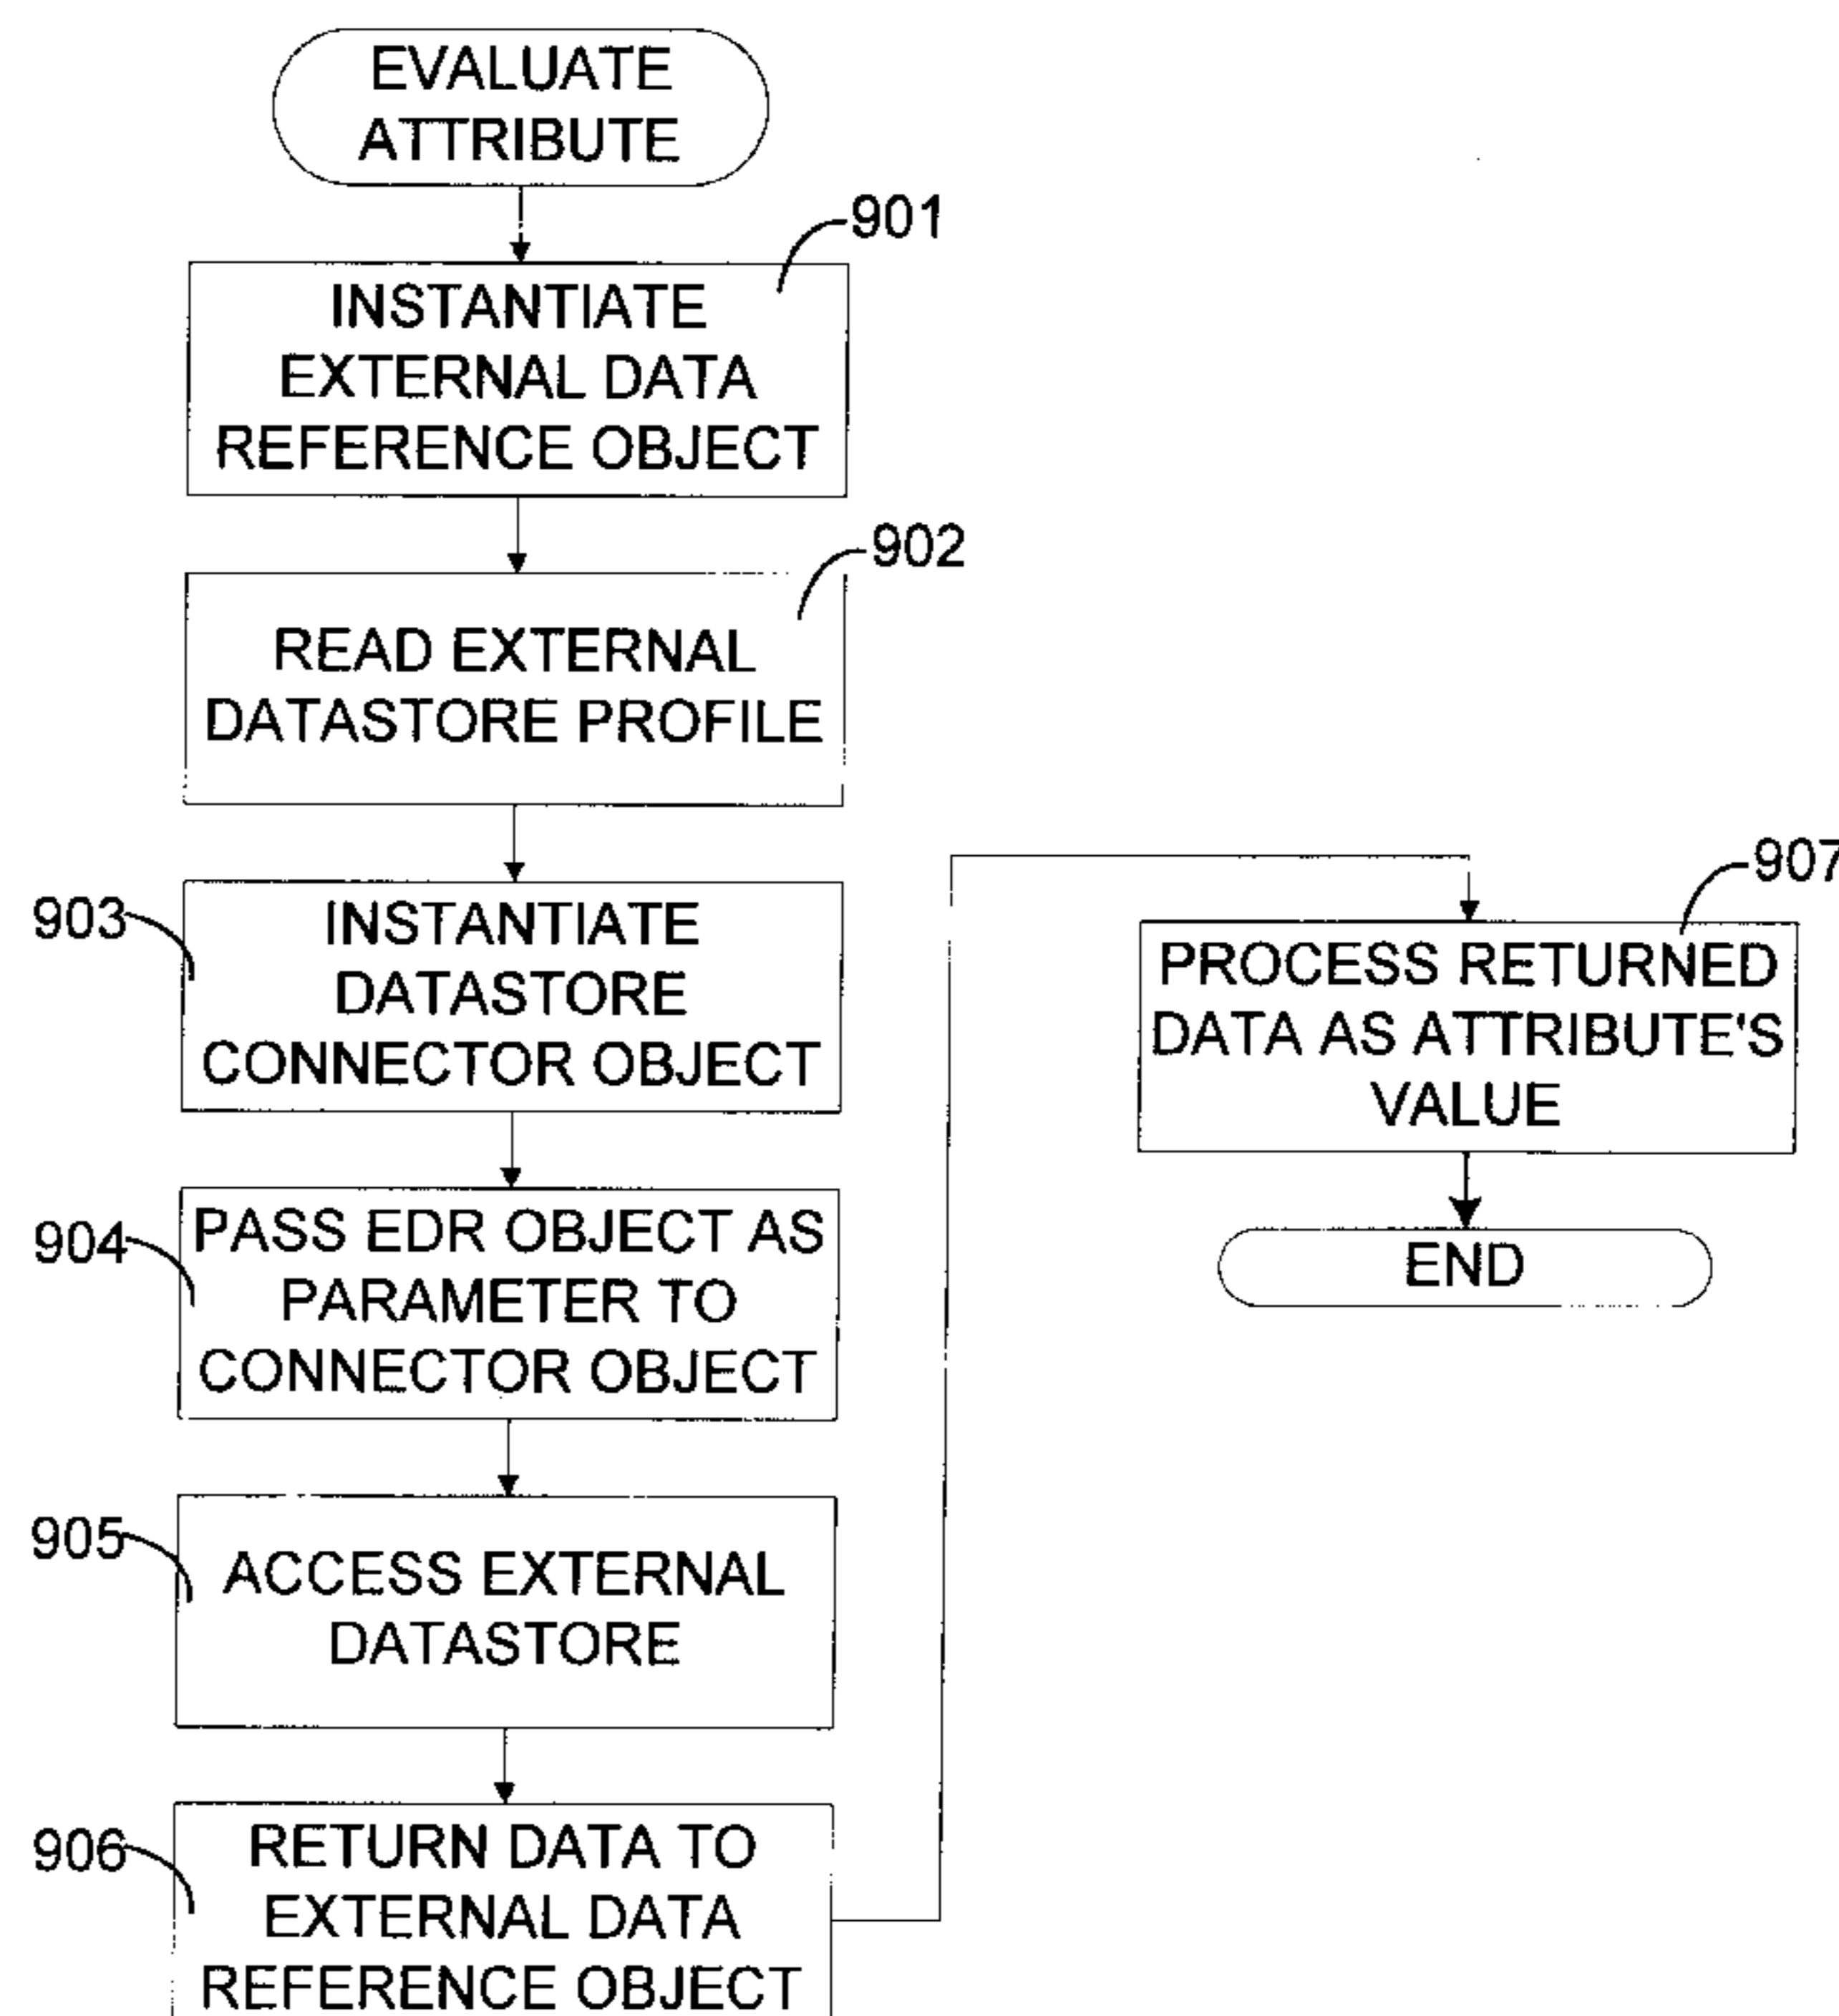 EVALUATE
ATTRIBUTE
901
INSTANTIATE
EXTERNAL DATA
REFERENCE OBJECT
902
READ EXTERNAL
DATASTORE PROFILE
903
INSTANTIATE
DATASTORE
CONNECTOR OBJECT
904
PASS EDR OBJECT AS
PARAMETER TO
CONNECTOR OBJECT
905
ACCESS EXTERNAL
DATASTORE
906
RETURN DATA TO
EXTERNAL DATA
REFERENCE OBJECT
907
PROCESS RETURNED
DATA AS ATTRIBUTE'S
VALUE
END